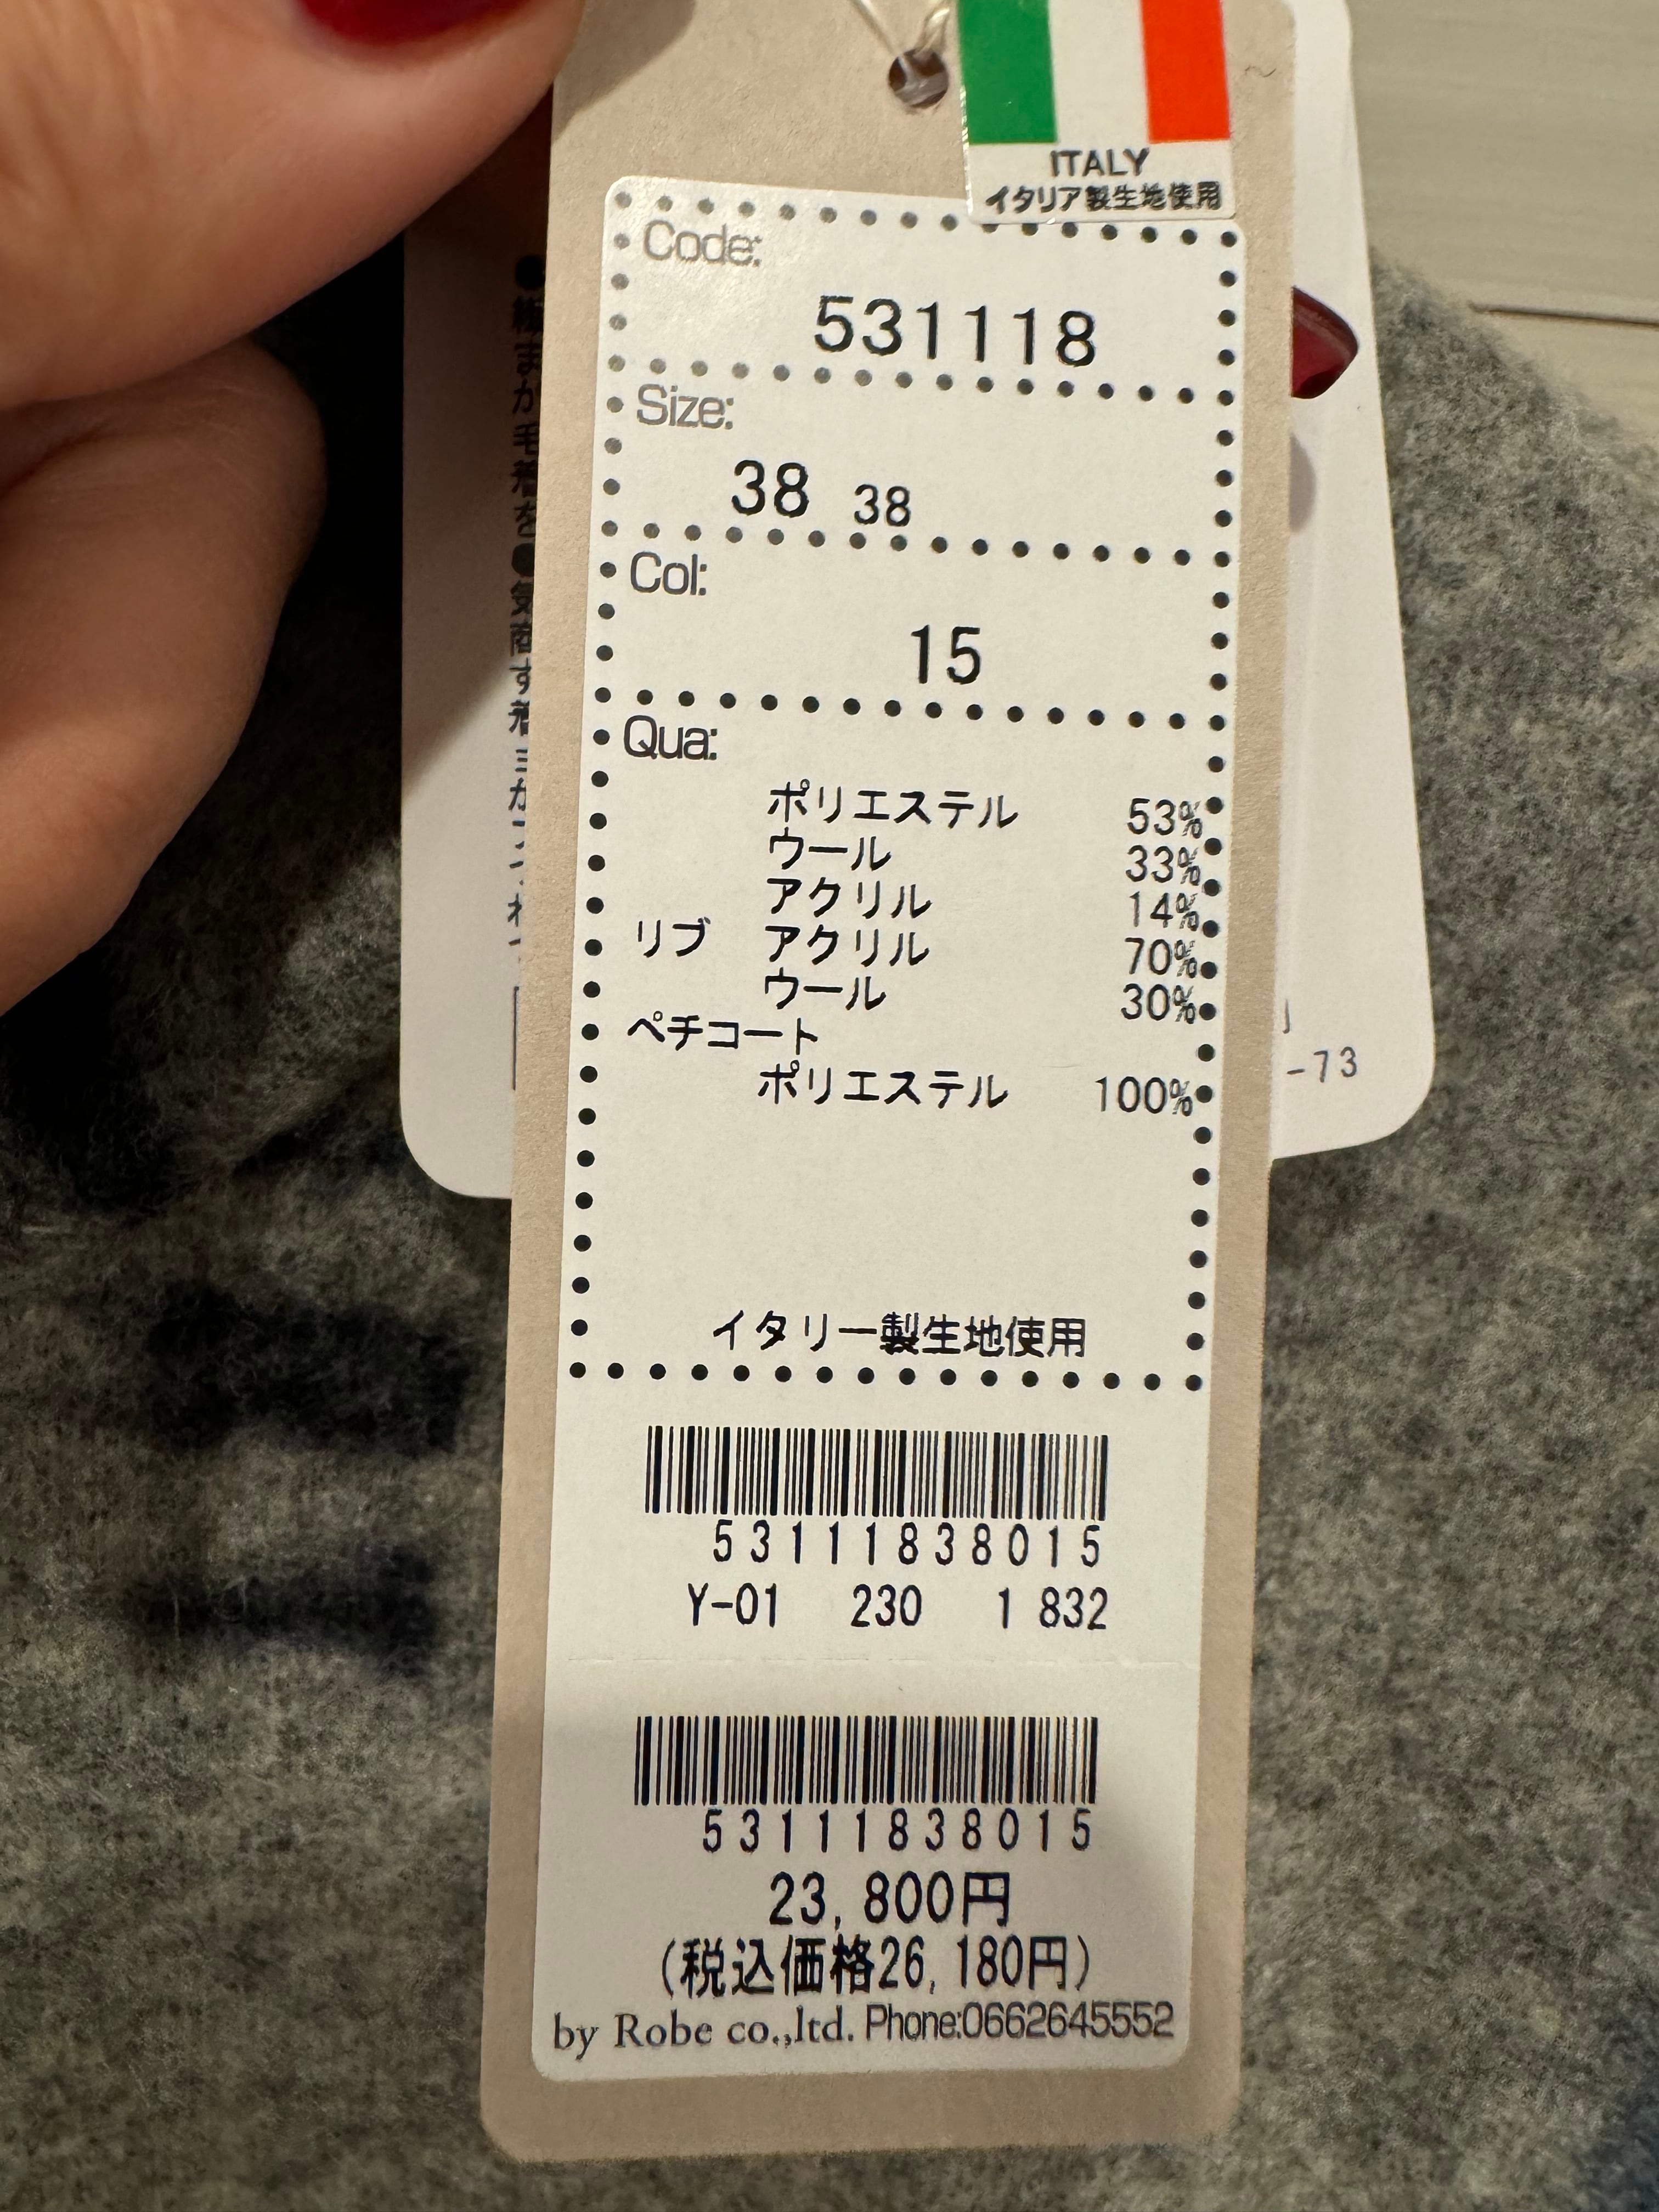 ITALY
イタリア製生地使用
Code:
531118
Size:
38 38
Col:
15
Qua:
ポリエステル 53%
ウール 33%
アクリル 14%
リブ アクリル 70%
ウール 30%
ペチコート
ポリエステル 100%
イタリー製生地使用
53111838015
Y-01 230 1 832
53111838015
23,800円
(税込価格26,180円)
by Robe co.,ltd. Phone:0662645552
-73